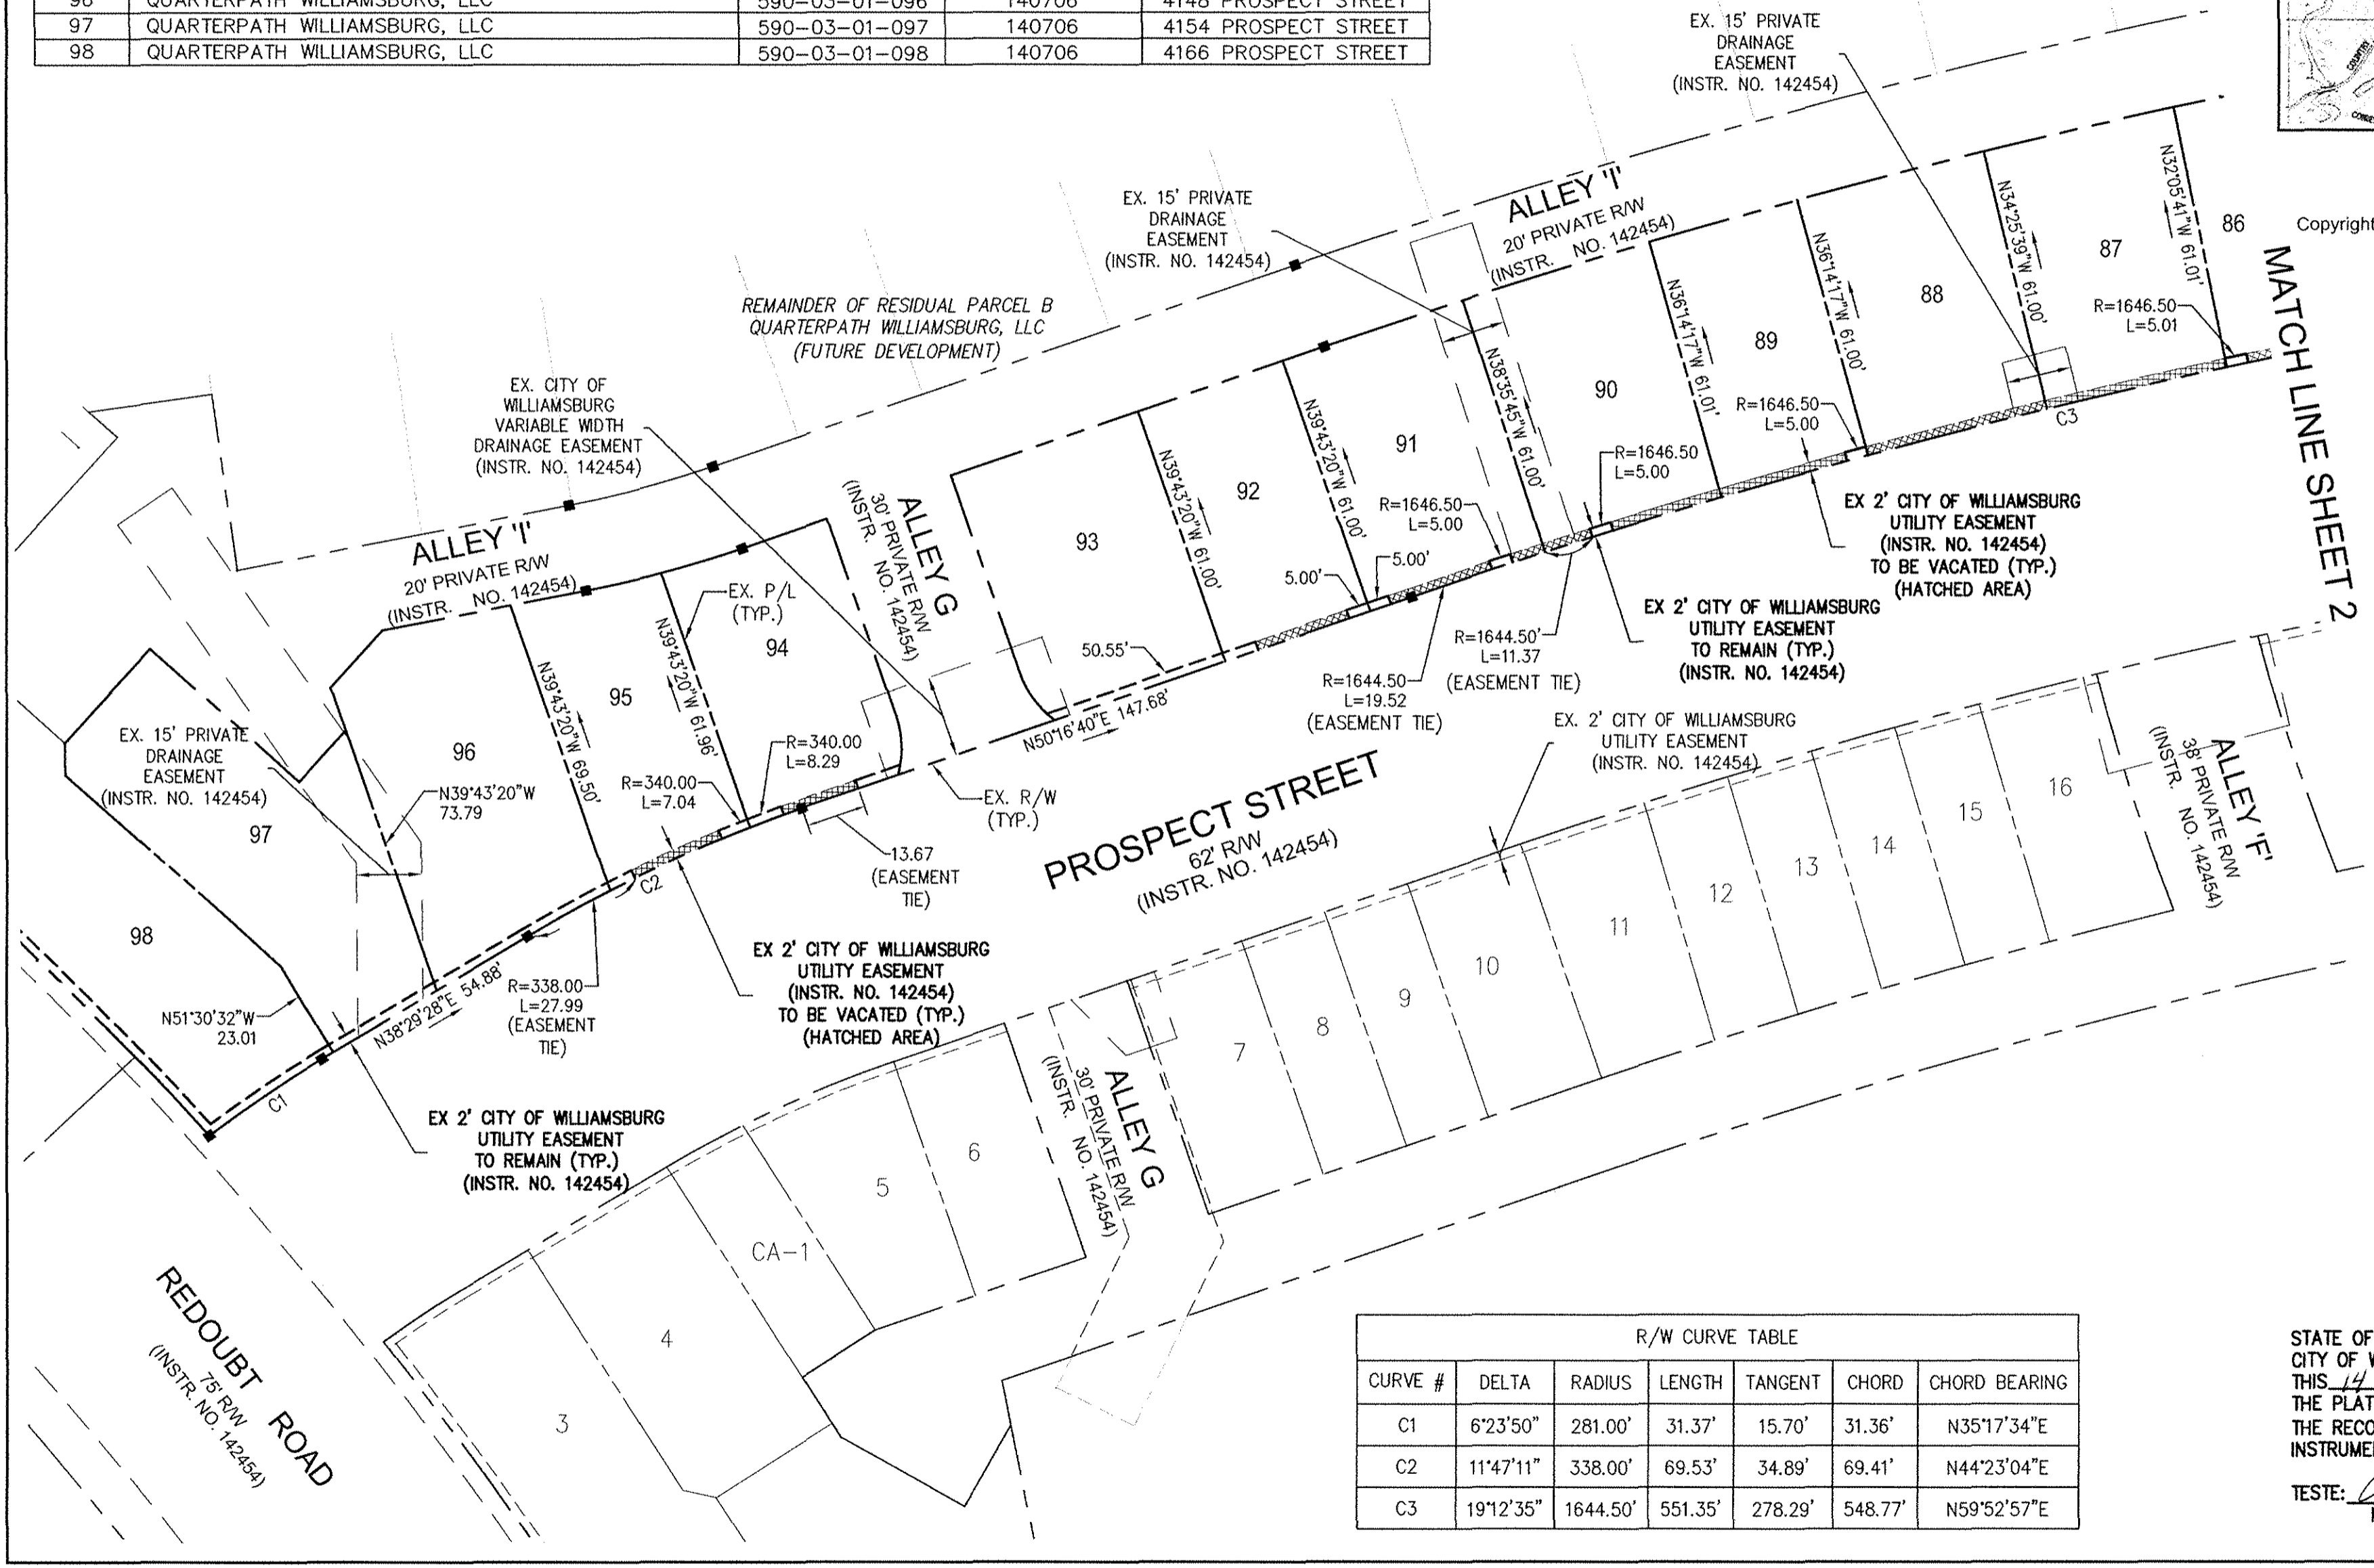 96 QUARTERPATH WILLIAMSBURG, LLC 590-03-01-096 140706 4148 PROSPECT STREET
97 QUARTERPATH WILLIAMSBURG, LLC 590-03-01-097 140706 4154 PROSPECT STREET
98 QUARTERPATH WILLIAMSBURG, LLC 590-03-01-098 140706 4166 PROSPECT STREET
EX. 15' PRIVATE
DRAINAGE
EASEMENT
(INSTR. NO. 142454)
EX. 15' PRIVATE
DRAINAGE
EASEMENT
(INSTR. NO. 142454)
ALLEY 'I'
20' PRIVATE R/W
(INSTR. NO. 142454)
N32°05'41"W 61.01'
86
Copyright
87
N34°25'39"W 61.00'
R=1646.50
L=5.01
88
N36°14'17"W 61.00'
89
N36°14'17"W 61.01'
90
R=1646.50
L=5.00
C3
MATCH LINE SHEET 2
REMAINDER OF RESIDUAL PARCEL B
QUARTERPATH WILLIAMSBURG, LLC
(FUTURE DEVELOPMENT)
EX. CITY OF
WILLIAMSBURG
VARIABLE WIDTH
DRAINAGE EASEMENT
(INSTR. NO. 142454)
N38°35'45"W 61.00'
91
N39°43'20"W 61.00'
92
N39°43'20"W 61.00'
93
R=1646.50
L=5.00
R=1646.50
L=5.00
5.00'
5.00'
50.55'
EX 2' CITY OF WILLIAMSBURG
UTILITY EASEMENT
(INSTR. NO. 142454)
TO BE VACATED (TYP.)
(HATCHED AREA)
EX 2' CITY OF WILLIAMSBURG
UTILITY EASEMENT
TO REMAIN (TYP.)
(INSTR. NO. 142454)
R=1644.50'
L=11.37
(EASEMENT TIE)
R=1644.50
L=19.52
(EASEMENT TIE)
ALLEY G
30' PRIVATE R/W
(INSTR. NO. 142454)
ALLEY 'I'
20' PRIVATE R/W
(INSTR. NO. 142454)
EX. P/L
(TYP.)
94
N39°43'20"W 61.96'
95
N39°43'20"W 69.50'
96
N39°43'20"W
73.79
EX. 15' PRIVATE
DRAINAGE
EASEMENT
(INSTR. NO. 142454)
97
98
N51°30'32"W
23.01
R=340.00
L=8.29
R=340.00
L=7.04
C2
13.67
(EASEMENT
TIE)
EX. R/W
(TYP.)
N50°16'40"E 147.68'
PROSPECT STREET
62' R/W
(INSTR. NO. 142454)
EX. 2' CITY OF WILLIAMSBURG
UTILITY EASEMENT
(INSTR. NO. 142454)
ALLEY 'F'
38' PRIVATE R/W
(INSTR. NO. 142454)
16
15
14
13
12
11
10
9
8
7
N38°29'28"E 54.88'
R=338.00
L=27.99
(EASEMENT
TIE)
EX 2' CITY OF WILLIAMSBURG
UTILITY EASEMENT
(INSTR. NO. 142454)
TO BE VACATED (TYP.)
(HATCHED AREA)
C1
EX 2' CITY OF WILLIAMSBURG
UTILITY EASEMENT
TO REMAIN (TYP.)
(INSTR. NO. 142454)
ALLEY G
30' PRIVATE R/W
(INSTR. NO. 142454)
6
5
CA-1
4
3
REDOUBT ROAD
75' R/W
(INSTR. NO. 142454)
R/W CURVE TABLE
CURVE # DELTA RADIUS LENGTH TANGENT CHORD CHORD BEARING
C1 6°23'50" 281.00' 31.37' 15.70' 31.36' N35°17'34"E
C2 11°47'11" 338.00' 69.53' 34.89' 69.41' N44°23'04"E
C3 19°12'35" 1644.50' 551.35' 278.29' 548.77' N59°52'57"E
STATE OF
CITY OF W
THIS 14
THE PLAT
THE RECO
INSTRUME
TESTE: